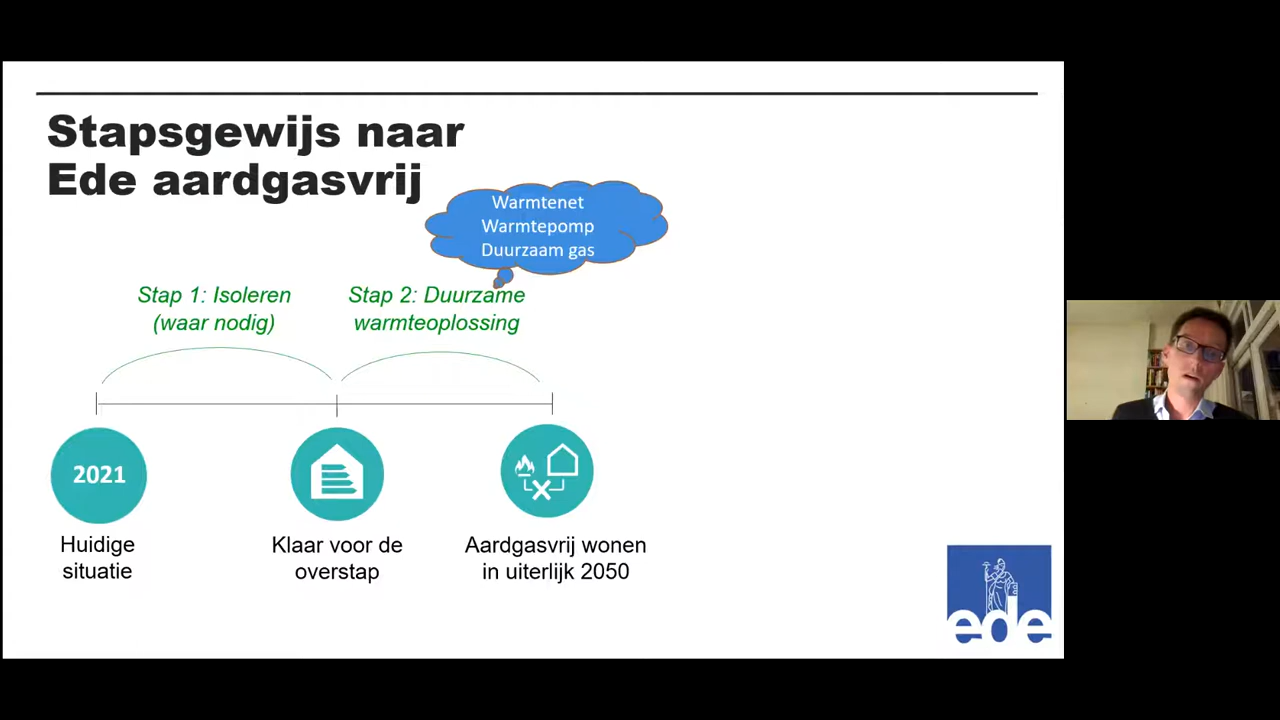 Stapsgewijs naar
Ede aardgasvrij
Warmtenet
Warmtepomp
Duurzaam gas
Stap 1: Isoleren
(waar nodig)
Stap 2: Duurzame
warmteoplossing
2021
Huidige
situatie
Klaar voor de
overstap
Aardgasvrij wonen
in uiterlijk 2050
ede